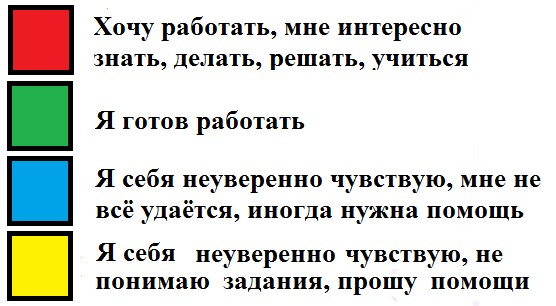 Хочу работать, мне интересно
знать, делать, решать, учиться
Я готов работать
Я себя неуверенно чувствую, мне не
всё удаётся, иногда нужна помощь
Я себя неуверенно чувствую, не
понимаю задания, прошу помощи